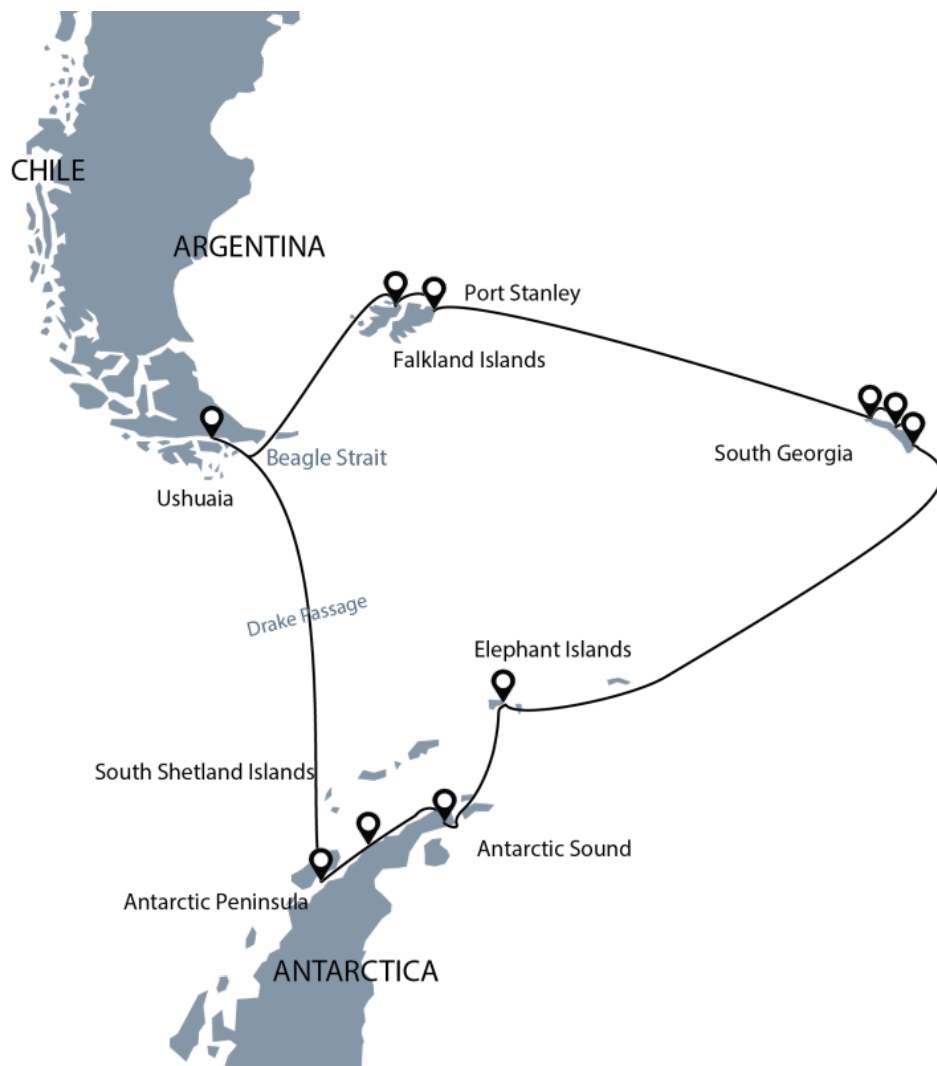 CHILE
ARGENTINA
Port Stanley
Falkland Islands
South Georgia
Beagle Strait
Ushuaia
Drake Passage
Elephant Islands
South Shetland Islands
Antarctic Sound
Antarctic Peninsula
ANTARCTICA